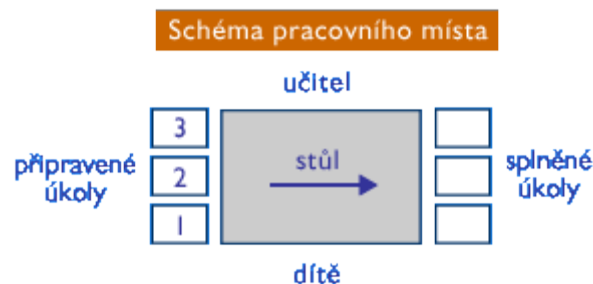 Schéma pracovního místa
učitel
3
připravené
úkoly
2
1
stůl
splněné
úkoly
dítě